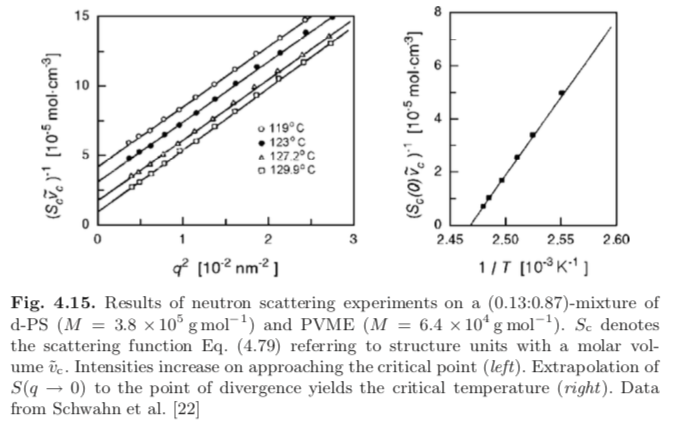 15
10
5
0
(S_cṽ_c)^-1 [10^-5 mol·cm^-3]
119°C
123°C
127.2°C
129.9°C
0 1 2 3
q^2 [10^-2 nm^-2]
8
6
4
2
0
(S_c(0)ṽ_c)^-1 [10^-5 mol·cm^-3]
2.45 2.50 2.55 2.60
1 / T [10^-3 K^-1]
Fig. 4.15. Results of neutron scattering experiments on a (0.13:0.87)-mixture of
d-PS (M = 3.8 × 10^5 g mol^−1) and PVME (M = 6.4 × 10^4 g mol^−1). S_c denotes
the scattering function Eq. (4.79) referring to structure units with a molar vol-
ume ṽ_c. Intensities increase on approaching the critical point (left). Extrapolation of
S(q → 0) to the point of divergence yields the critical temperature (right). Data
from Schwahn et al. [22]